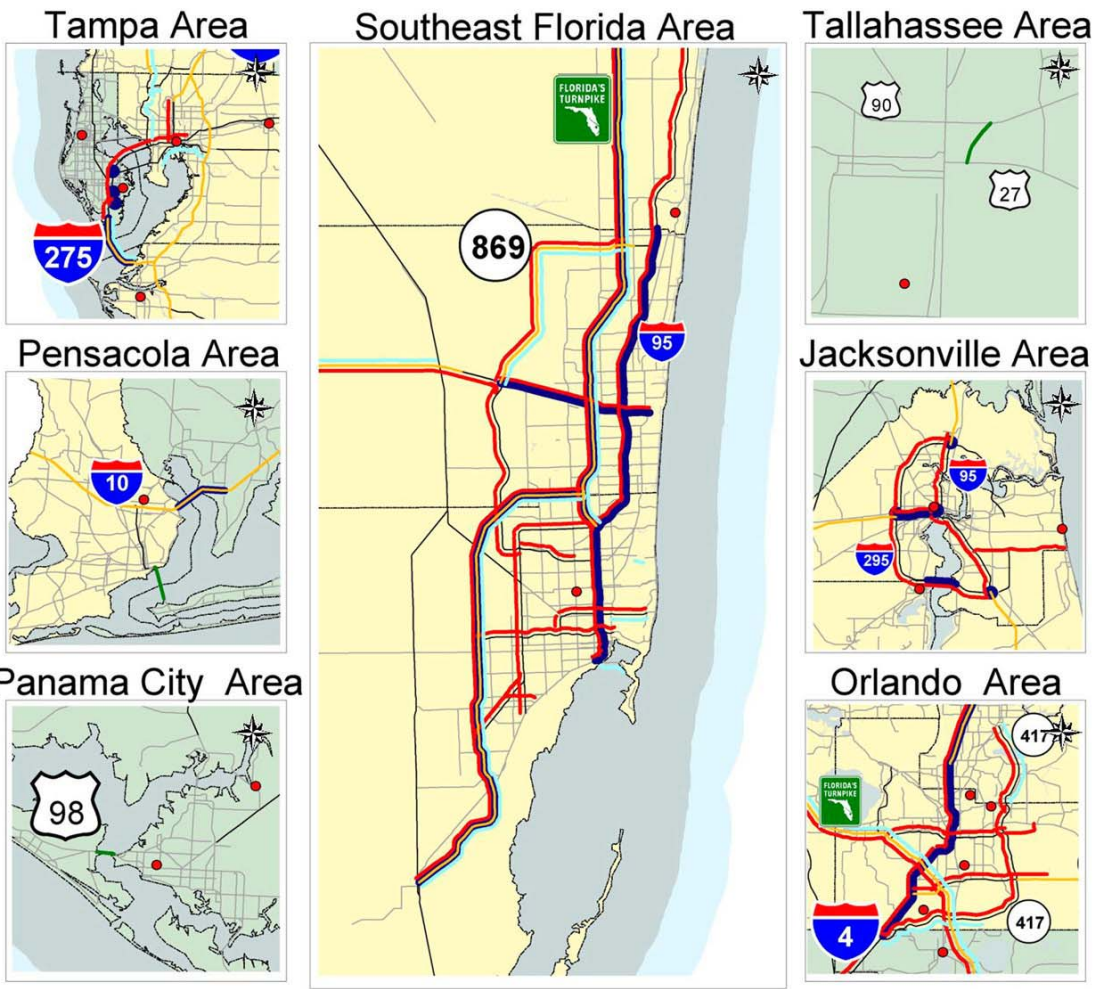 Tampa Area
275
Pensacola Area
10
Panama City Area
98
Southeast Florida Area
FLORIDA'S
TURNPIKE
869
95
Tallahassee Area
90
27
Jacksonville Area
95
295
Orlando Area
417
FLORIDA'S
TURNPIKE
4
417